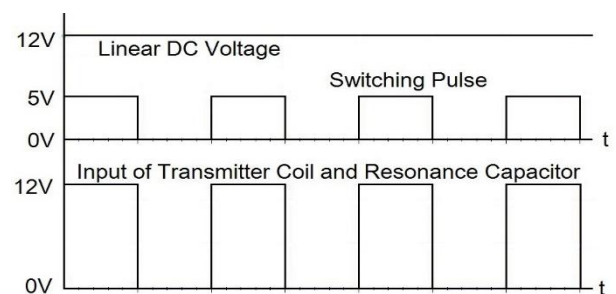 12V
Linear DC Voltage
Switching Pulse
5V
0V
t
Input of Transmitter Coil and Resonance Capacitor
12V
0V
t